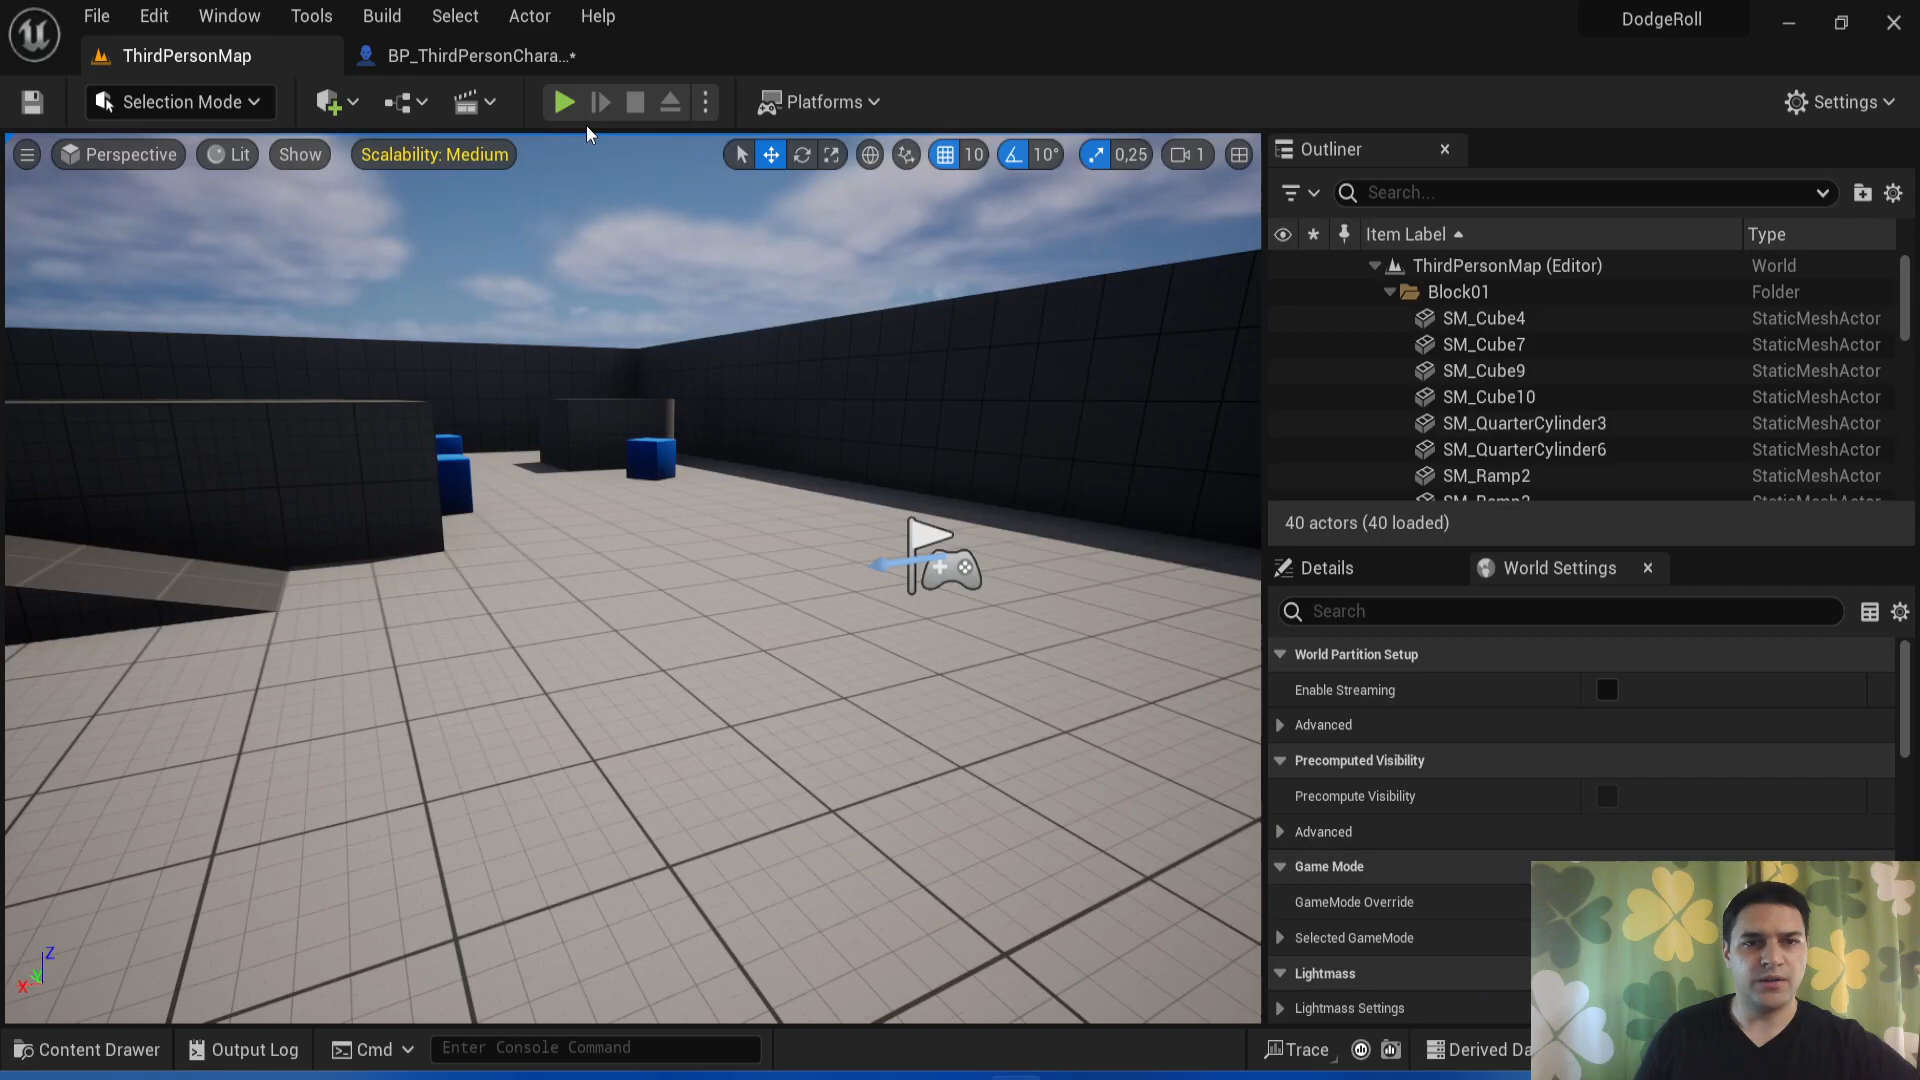 File Edit Window Tools Build Select Actor Help
DodgeRoll
ThirdPersonMap
BP_ThirdPersonChara...*
Selection Mode
Platforms
Settings
Perspective
Lit
Show
Scalability: Medium
10
10°
0,25
1
Outliner
Search...
Item Label
Type
ThirdPersonMap (Editor) World
Block01 Folder
SM_Cube4 StaticMeshActor
SM_Cube7 StaticMeshActor
SM_Cube9 StaticMeshActor
SM_Cube10 StaticMeshActor
SM_QuarterCylinder3 StaticMeshActor
SM_QuarterCylinder6 StaticMeshActor
SM_Ramp2 StaticMeshActor
40 actors (40 loaded)
Details
World Settings
Search
World Partition Setup
Enable Streaming
Advanced
Precomputed Visibility
Precompute Visibility
Advanced
Game Mode
GameMode Override
Selected GameMode
Lightmass
Lightmass Settings
Z
Y
X
Content Drawer
Output Log
Cmd
Enter Console Command
Trace
Derived Da